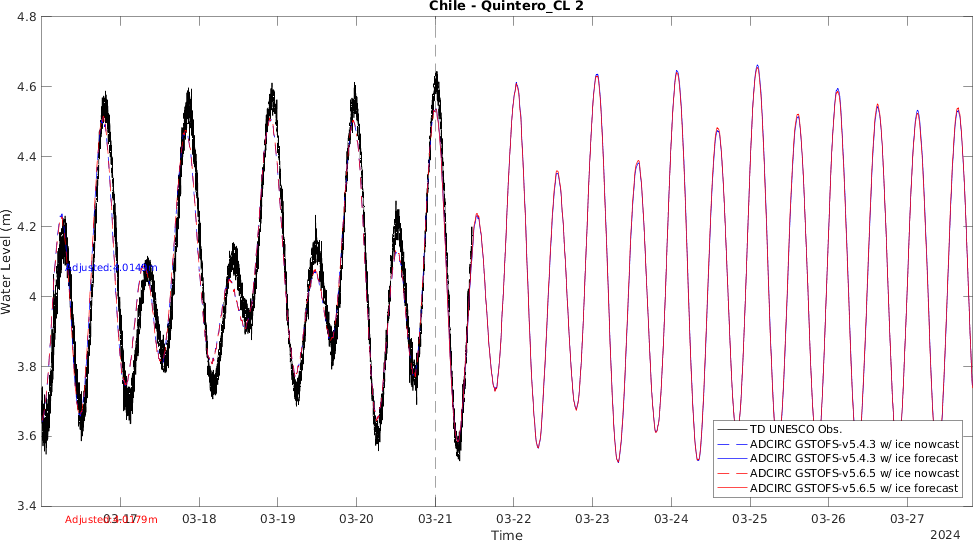 Chile - Quintero_CL 2
4.8
4.6
4.4
4.2
4
3.8
3.6
3.4
Water Level (m)
TD UNESCO Obs.
ADCIRC GSTOFS-v5.4.3 w/ ice nowcast
ADCIRC GSTOFS-v5.4.3 w/ ice forecast
ADCIRC GSTOFS-v5.6.5 w/ ice nowcast
ADCIRC GSTOFS-v5.6.5 w/ ice forecast
03-17 03-18 03-19 03-20 03-21 03-22 03-23 03-24 03-25 03-26 03-27
Time
2024